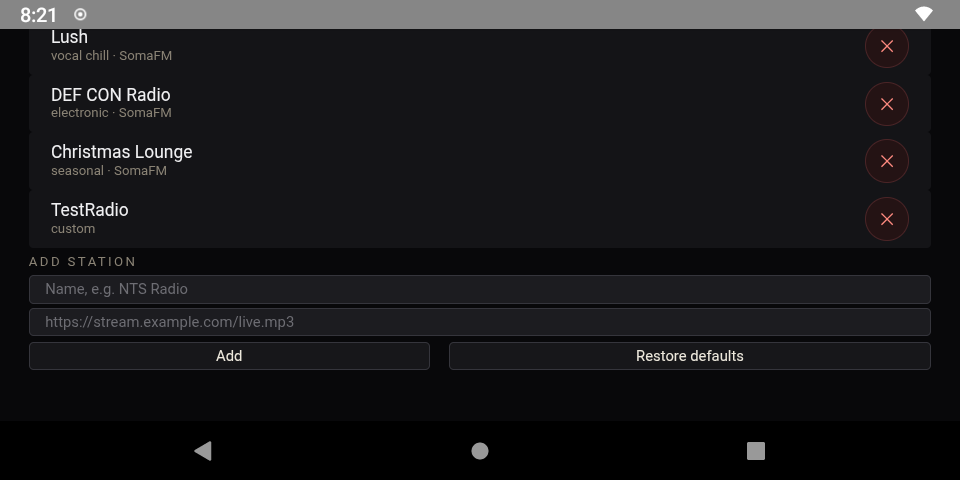 8:21
Lush
vocal chill · SomaFM
DEF CON Radio
electronic · SomaFM
Christmas Lounge
seasonal · SomaFM
TestRadio
custom
ADD STATION
Name, e.g. NTS Radio
https://stream.example.com/live.mp3
Add
Restore defaults